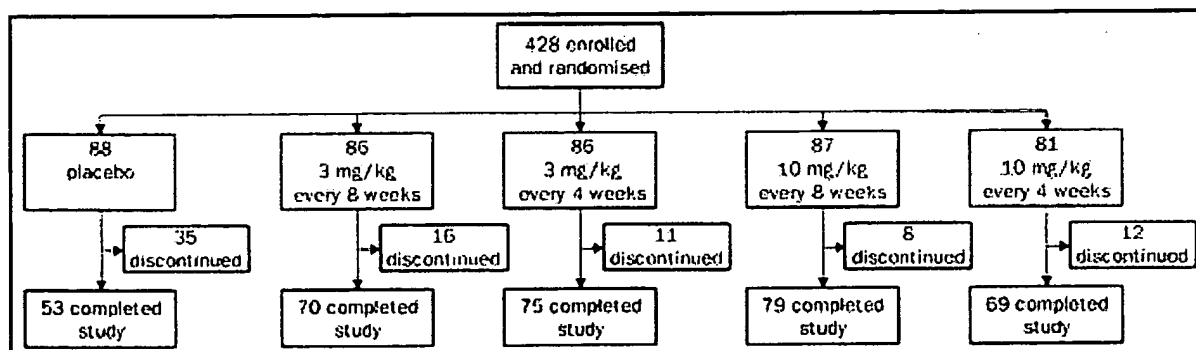 428 enrolled
and randomised
88
placebo
86
3 mg/kg
every 8 weeks
86
3 mg/kg
every 4 weeks
87
10 mg/kg
every 8 weeks
81
10 mg/kg
every 4 weeks
35
discontinued
16
discontinued
11
discontinued
8
discontinued
12
discontinued
53 completed
study
70 completed
study
75 completed
study
79 completed
study
69 completed
study